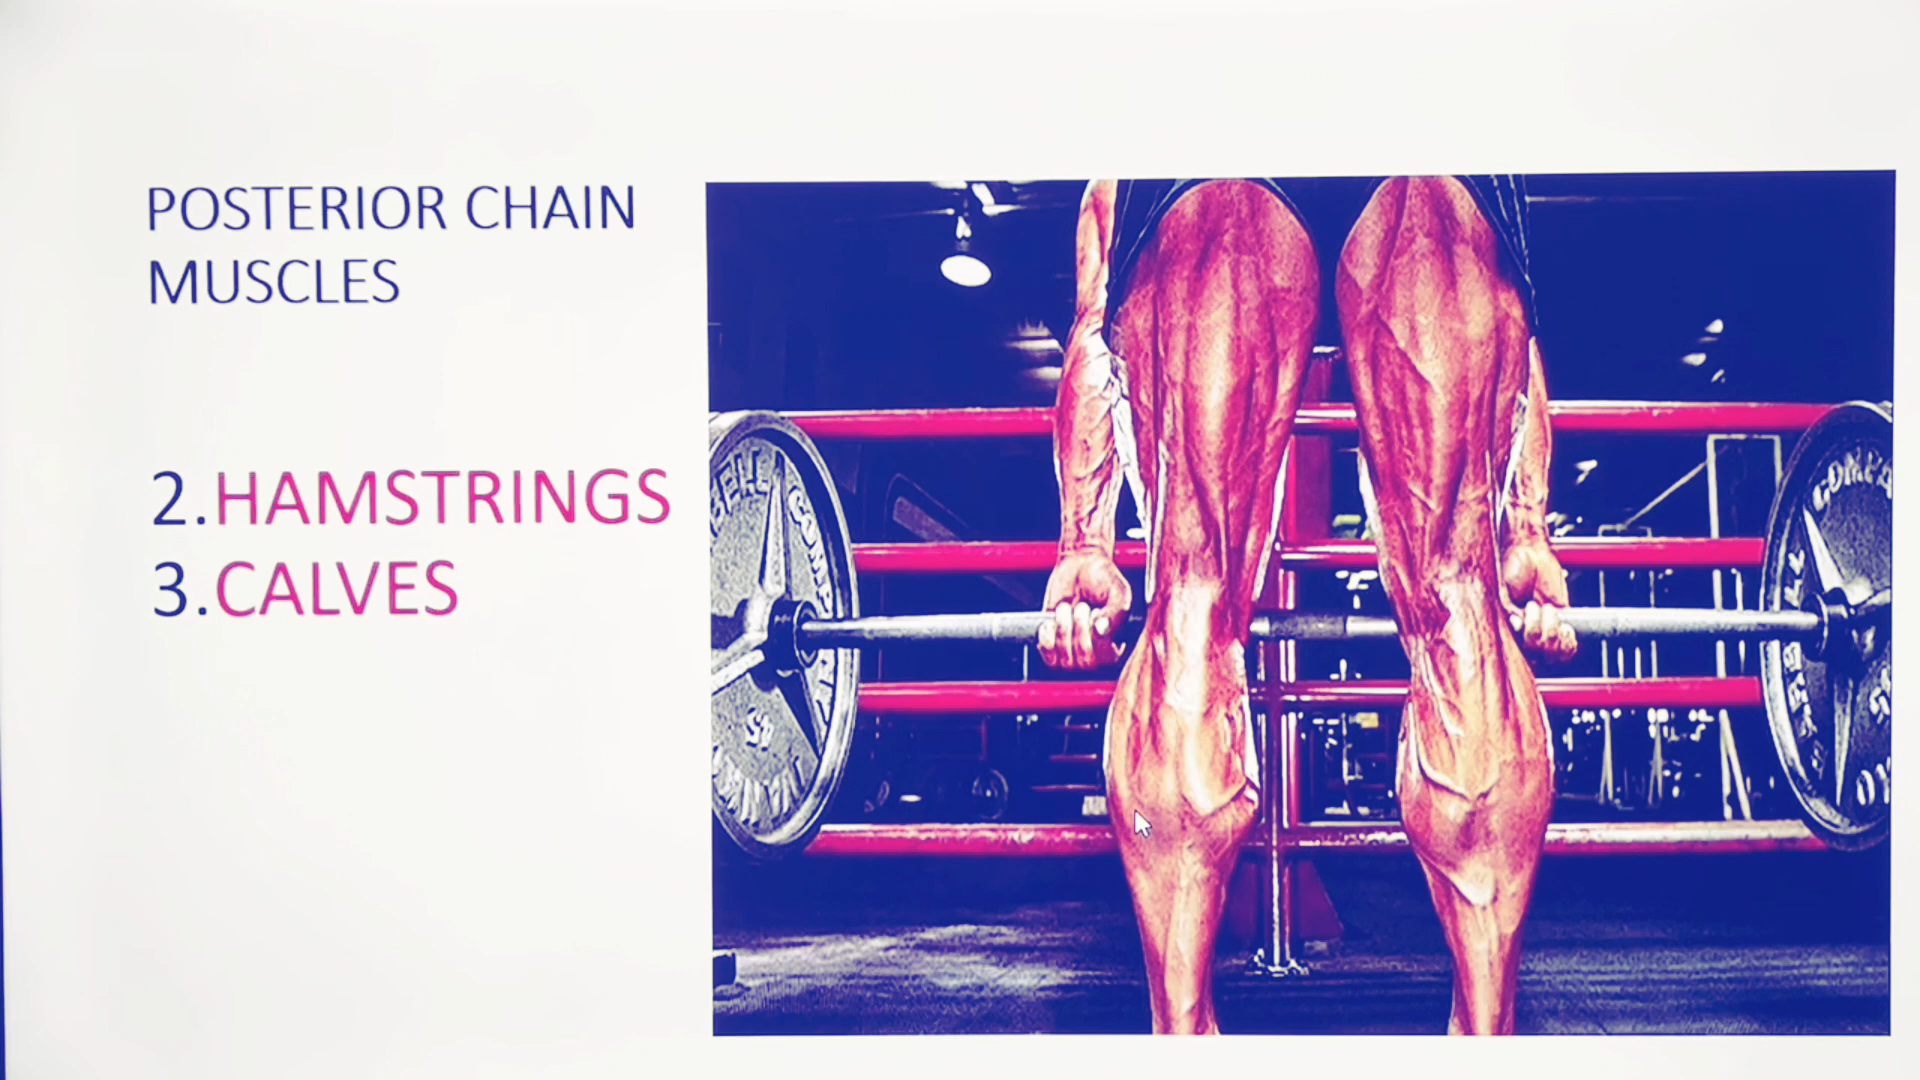 POSTERIOR CHAIN
MUSCLES
2.HAMSTRINGS
3.CALVES